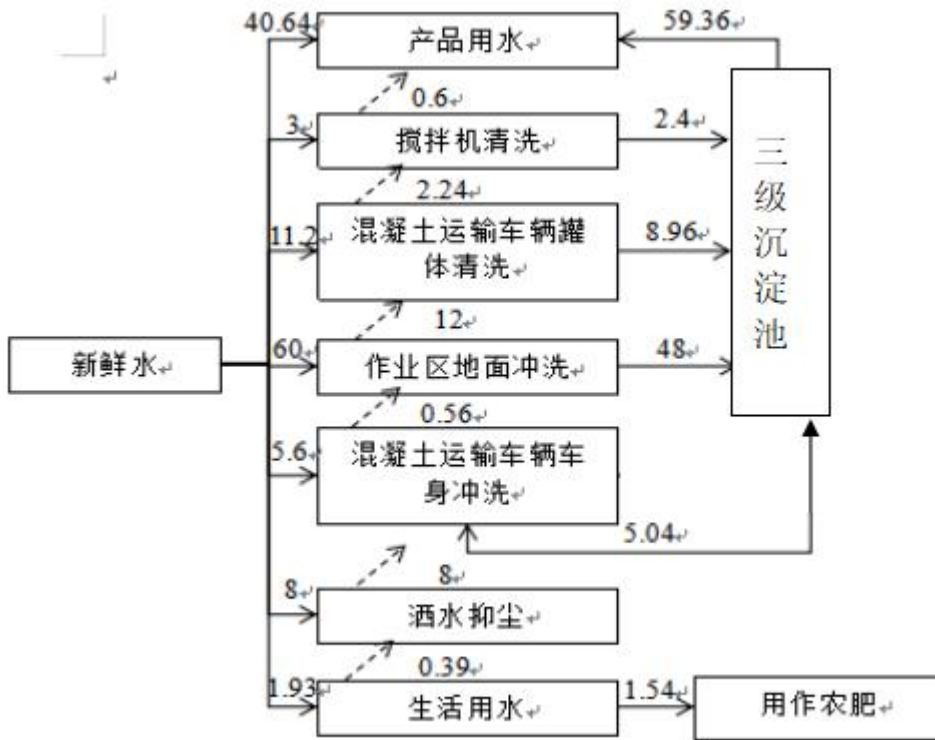 40.64
产品用水
59.36
0.6
3
搅拌机清洗
2.4
2.24
11.2
混凝土运输车辆罐
体清洗
8.96
三级沉淀池
12
新鲜水
60
作业区地面冲洗
48
0.56
5.6
混凝土运输车辆车
身冲洗
5.04
8
8
洒水抑尘
0.39
1.93
生活用水
1.54
用作农肥